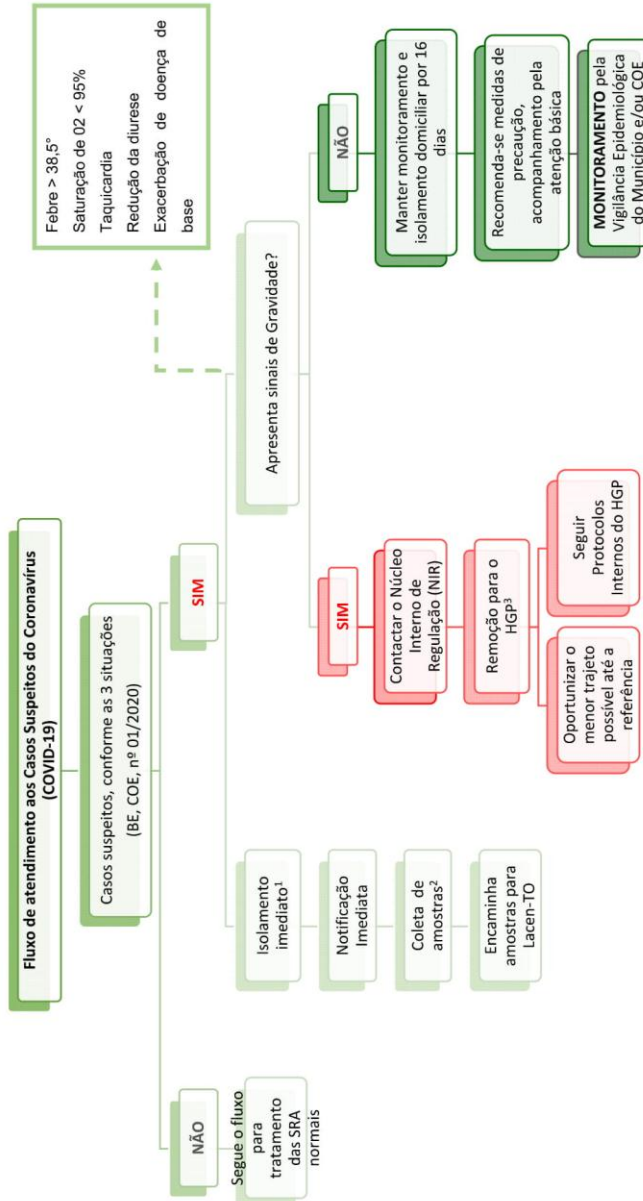 Fluxo de atendimento aos Casos Suspeitos do Coronavírus
(COVID-19)
Casos suspeitos, conforme as 3 situações
(BE, COE, nº 01/2020)
NÃO
Segue o fluxo
para
tratamento
das SRA
normais
SIM
Isolamento
imediato¹
Notificação
Imediata
Coleta de
amostras²
Encaminha
amostras para
Lacen-TO
Apresenta sinais de Gravidade?
Febre > 38,5°
Saturação de 02 < 95%
Taquicardia
Redução da diurese
Exacerbação de doença de
base
SIM
Contactar o Núcleo
Interno de
Regulação (NIR)
Remoção para o
HGP³
Oportunizar o
menor trajeto
possível até a
referência
Seguir
Protocolos
Internos do HGP
NÃO
Manter monitoramento e
isolamento domiciliar por 16
dias
Recomenda-se medidas de
precaução,
acompanhamento pela
atenção básica
MONITORAMENTO pela
Vigilância Epidemiológica
do Município e/ou COE